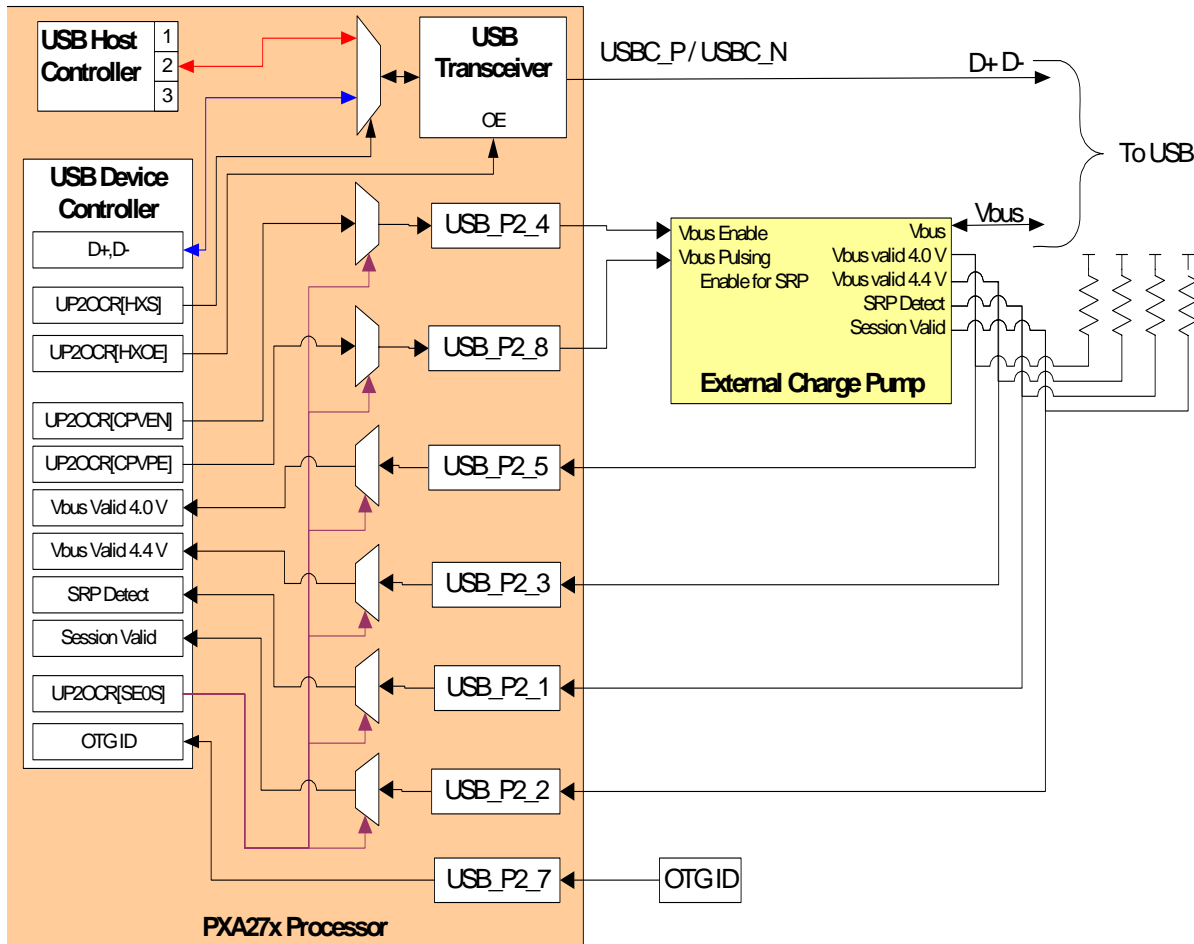 USB Host
Controller
1
2
3
USB
Transceiver
OE
USBC_P / USBC_N
D+ D-
To USB
USB Device
Controller
D+,D-
UP2OCR[HXS]
UP2OCR[HXOE]
UP2OCR[CPVEN]
UP2OCR[CPVPE]
Vbus Valid 4.0 V
Vbus Valid 4.4 V
SRP Detect
Session Valid
UP2OCR[SE0S]
OTG ID
USB_P2_4
USB_P2_8
USB_P2_5
USB_P2_3
USB_P2_1
USB_P2_2
USB_P2_7
Vbus Enable
Vbus Pulsing
Enable for SRP
Vbus
Vbus valid 4.0 V
Vbus valid 4.4 V
SRP Detect
Session Valid
External Charge Pump
Vbus
OTG ID
PXA27x Processor